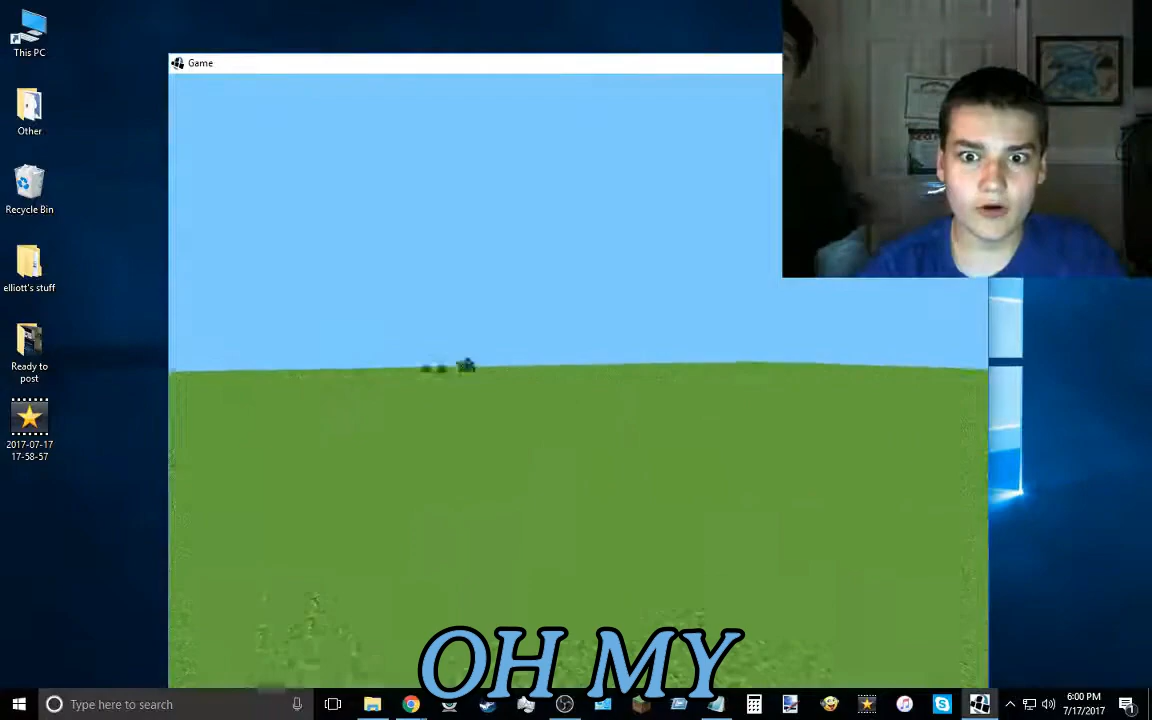 This PC
Game
Other
Recycle Bin
elliott's stuff
Ready to
post
2017-07-17
17-58-57
OH MY
Type here to search
6:00 PM
7/17/2017
1